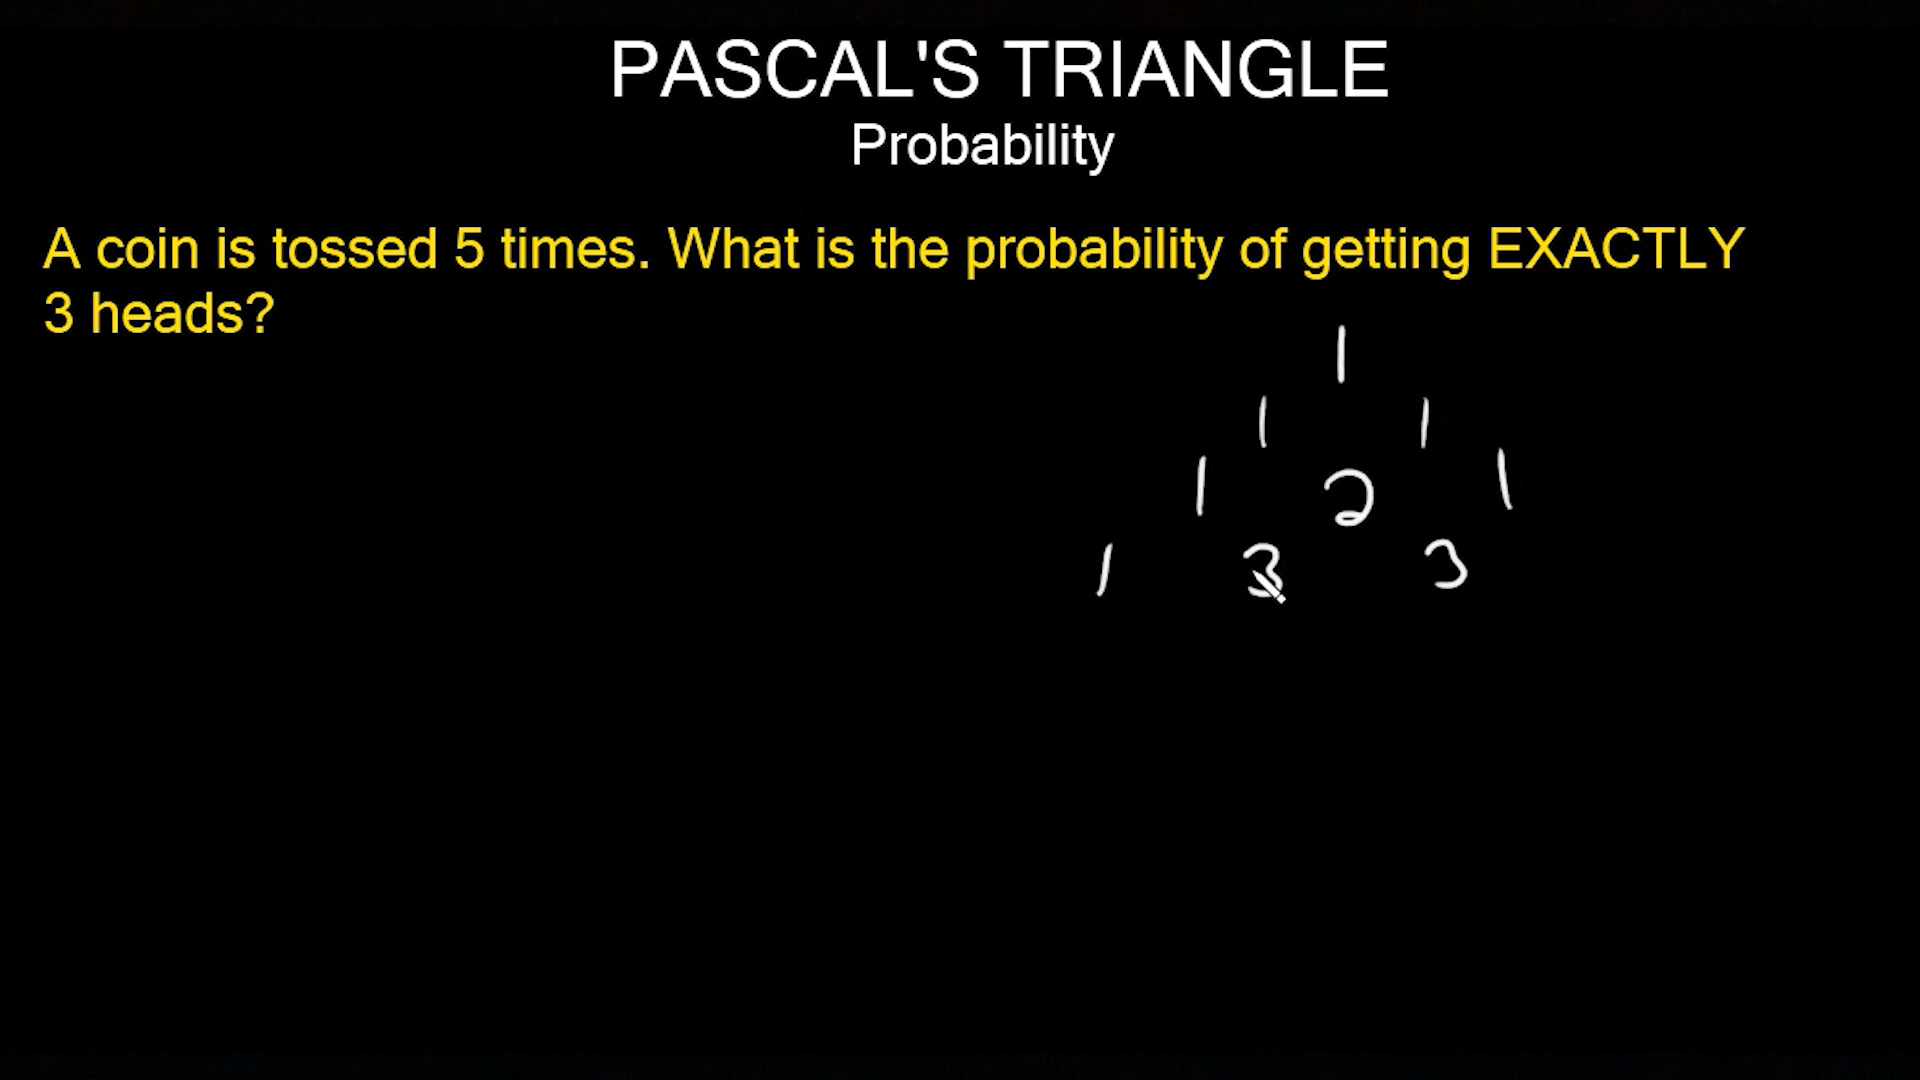 PASCAL'S TRIANGLE
Probability
A coin is tossed 5 times. What is the probability of getting EXACTLY
3 heads?
1
1 1
1 2 1
1 3 3